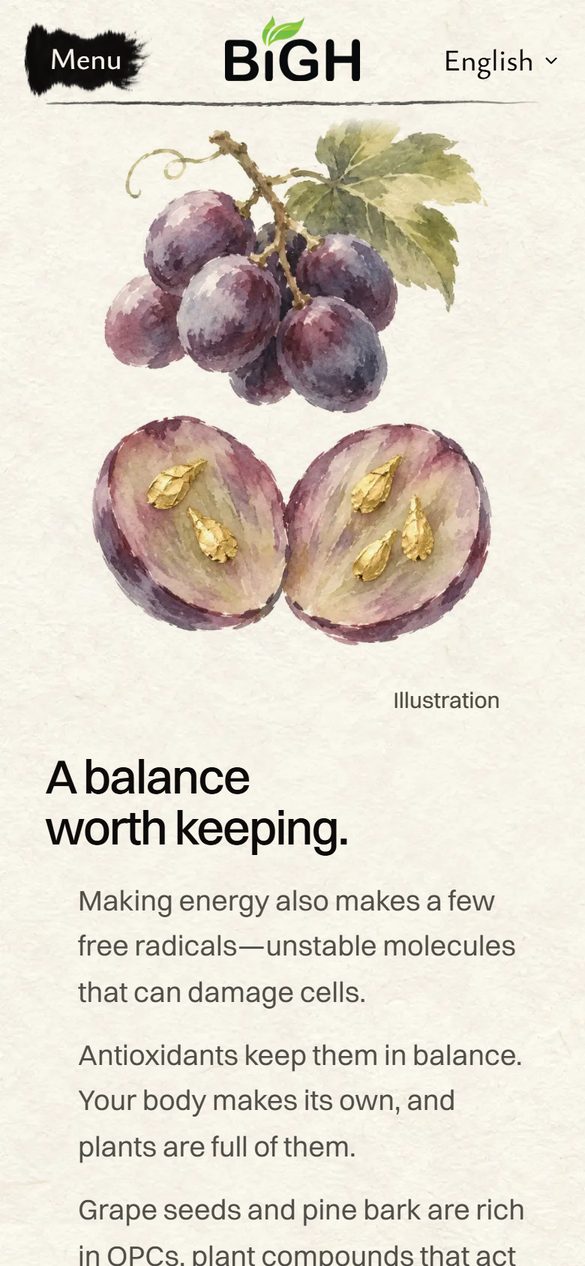 Menu
BiGH
English
Illustration
A balance
worth keeping.
Making energy also makes a few
free radicals—unstable molecules
that can damage cells.
Antioxidants keep them in balance.
Your body makes its own, and
plants are full of them.
Grape seeds and pine bark are rich
in OPCs, plant compounds that act